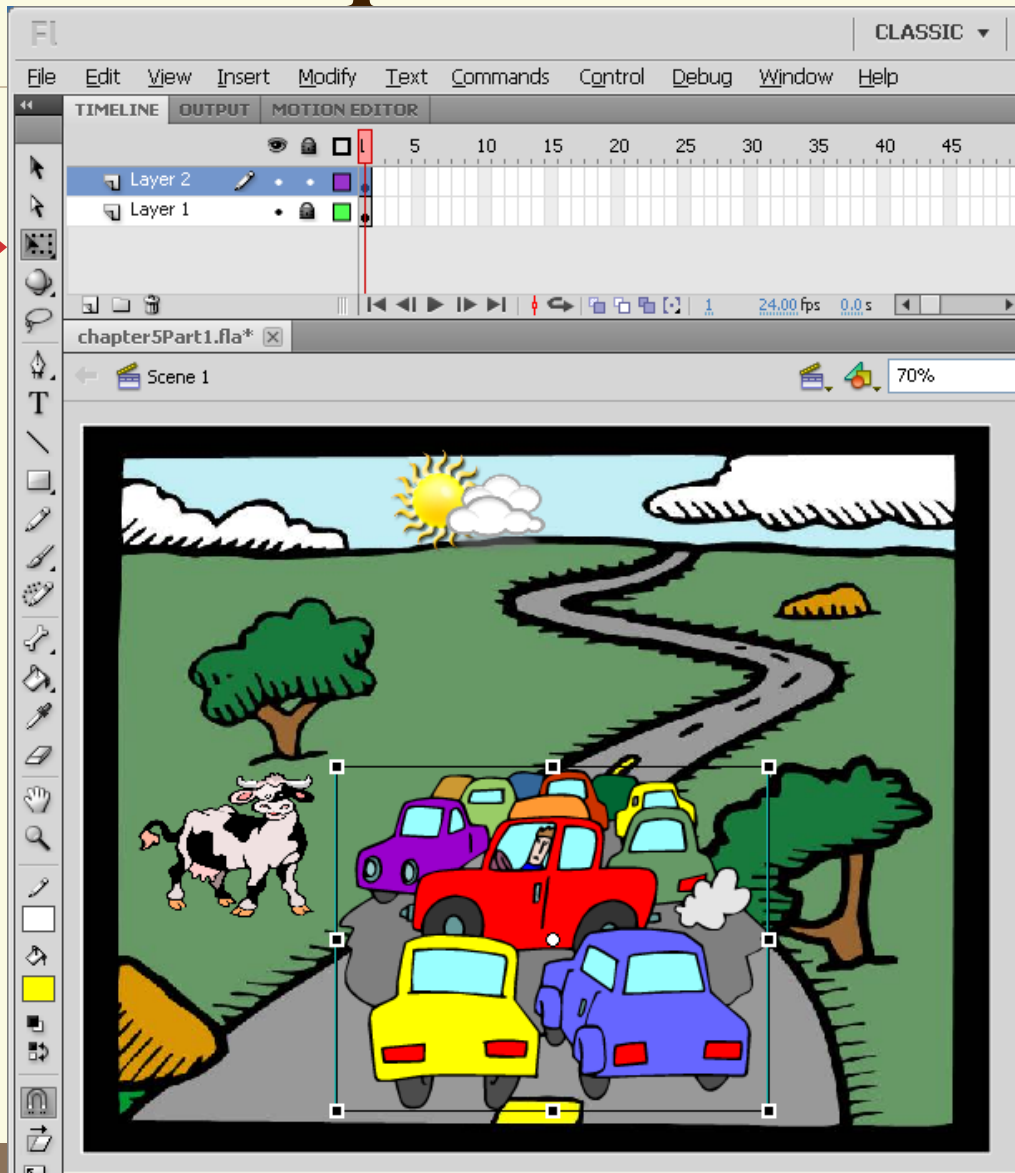 Fl CLASSIC
File Edit View Insert Modify Text Commands Control Debug Window Help
TIMELINE OUTPUT MOTION EDITOR
1 5 10 15 20 25 30 35 40 45
Layer 2
Layer 1
1 24.00 fps 0.0 s
chapter5Part1.fla*
Scene 1 70%
T